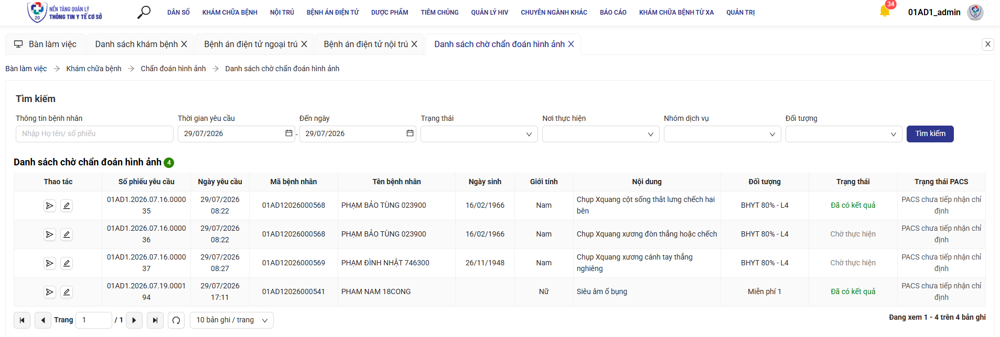 NỀN TẢNG QUẢN LÝ
THÔNG TIN Y TẾ CƠ SỞ
20
DÂN SỐ KHÁM CHỮA BỆNH NỘI TRÚ BỆNH ÁN ĐIỆN TỬ DƯỢC PHẨM TIÊM CHỦNG QUẢN LÝ HIV CHUYÊN NGÀNH KHÁC BÁO CÁO KHÁM CHỮA BỆNH TỪ XA QUẢN TRỊ
34
01AD1_admin
Bàn làm việc Danh sách khám bệnh X Bệnh án điện tử ngoại trú X Bệnh án điện tử nội trú X Danh sách chờ chẩn đoán hình ảnh X X
Bàn làm việc → Khám chữa bệnh → Chẩn đoán hình ảnh → Danh sách chờ chẩn đoán hình ảnh
Tìm kiếm
Thông tin bệnh nhân Thời gian yêu cầu Đến ngày Trạng thái Nơi thực hiện Nhóm dịch vụ Đối tượng
Nhập Họ tên/ số phiếu 29/07/2026 - 29/07/2026 Tìm kiếm
Danh sách chờ chẩn đoán hình ảnh 4
Thao tác Số phiếu yêu cầu Ngày yêu cầu Mã bệnh nhân Tên bệnh nhân Ngày sinh Giới tính Nội dung Đối tượng Trạng thái Trạng thái PACS
01AD1.2026.07.16.0000 29/07/2026 Chụp Xquang cột sống thắt lưng chếch hai PACS chưa tiếp nhận chỉ
01AD12026000568 PHẠM BẢO TÙNG 023900 16/02/1966 Nam BHYT 80% - L4 Đã có kết quả
35 08:22 bên định
01AD1.2026.07.16.0000 29/07/2026 PACS chưa tiếp nhận chỉ
01AD12026000568 PHẠM BẢO TÙNG 023900 16/02/1966 Nam Chụp Xquang xương đòn thẳng hoặc chếch BHYT 80% - L4 Chờ thực hiện
36 08:22 định
01AD1.2026.07.16.0000 29/07/2026 Chụp Xquang xương cánh tay thẳng PACS chưa tiếp nhận chỉ
01AD12026000569 PHẠM ĐÌNH NHẬT 746300 26/11/1948 Nam BHYT 80% - L4 Chờ thực hiện
37 08:27 nghiêng định
01AD1.2026.07.19.0001 29/07/2026 PACS chưa tiếp nhận chỉ
01AD12026000541 PHAM NAM 18CONG Nữ Siêu âm ổ bụng Miễn phí 1 Đã có kết quả
94 17:11 định
Trang 1 / 1 10 bản ghi / trang Đang xem 1 - 4 trên 4 bản ghi